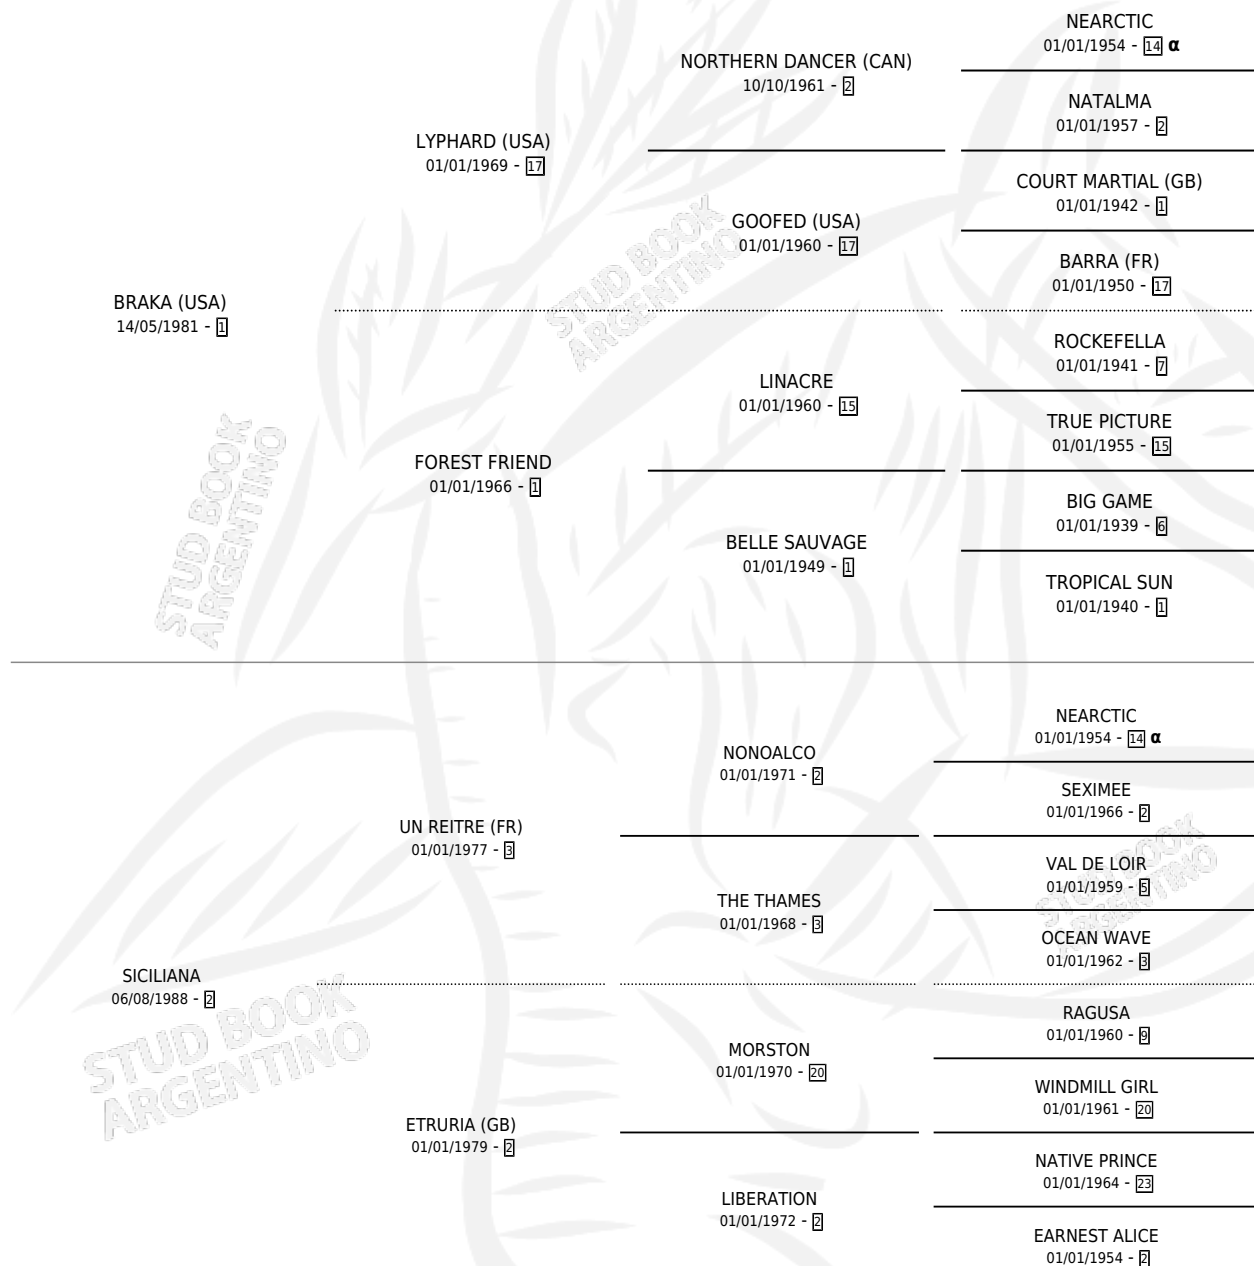 NEARCTIC
01/01/1954 - 14 α
NORTHERN DANCER (CAN)
10/10/1961 - 2
NATALMA
01/01/1957 - 2
LYPHARD (USA)
01/01/1969 - 17
COURT MARTIAL (GB)
01/01/1942 - 1
GOOFED (USA)
01/01/1960 - 17
BARRA (FR)
01/01/1950 - 17
STUD BOOK
ARGENTINO
BRAKA (USA)
14/05/1981 - 1
ROCKEFELLA
01/01/1941 - 7
LINACRE
01/01/1960 - 15
TRUE PICTURE
01/01/1955 - 15
FOREST FRIEND
01/01/1966 - 1
BIG GAME
01/01/1939 - 6
BELLE SAUVAGE
01/01/1949 - 1
TROPICAL SUN
01/01/1940 - 1
STUD BOOK
ARGENTINO
NEARCTIC
01/01/1954 - 14 α
NONOALCO
01/01/1971 - 2
SEXIMEE
01/01/1966 - 2
UN REITRE (FR)
01/01/1977 - 3
VAL DE LOIR
01/01/1959 - 5
THE THAMES
01/01/1968 - 3
OCEAN WAVE
01/01/1962 - 3
STUD BOOK
ARGENTINO
SICILIANA
06/08/1988 - 2
RAGUSA
01/01/1960 - 9
MORSTON
01/01/1970 - 20
WINDMILL GIRL
01/01/1961 - 20
STUD BOOK
ARGENTINO
ETRURIA (GB)
01/01/1979 - 2
NATIVE PRINCE
01/01/1964 - 23
LIBERATION
01/01/1972 - 2
EARNEST ALICE
01/01/1954 - 2